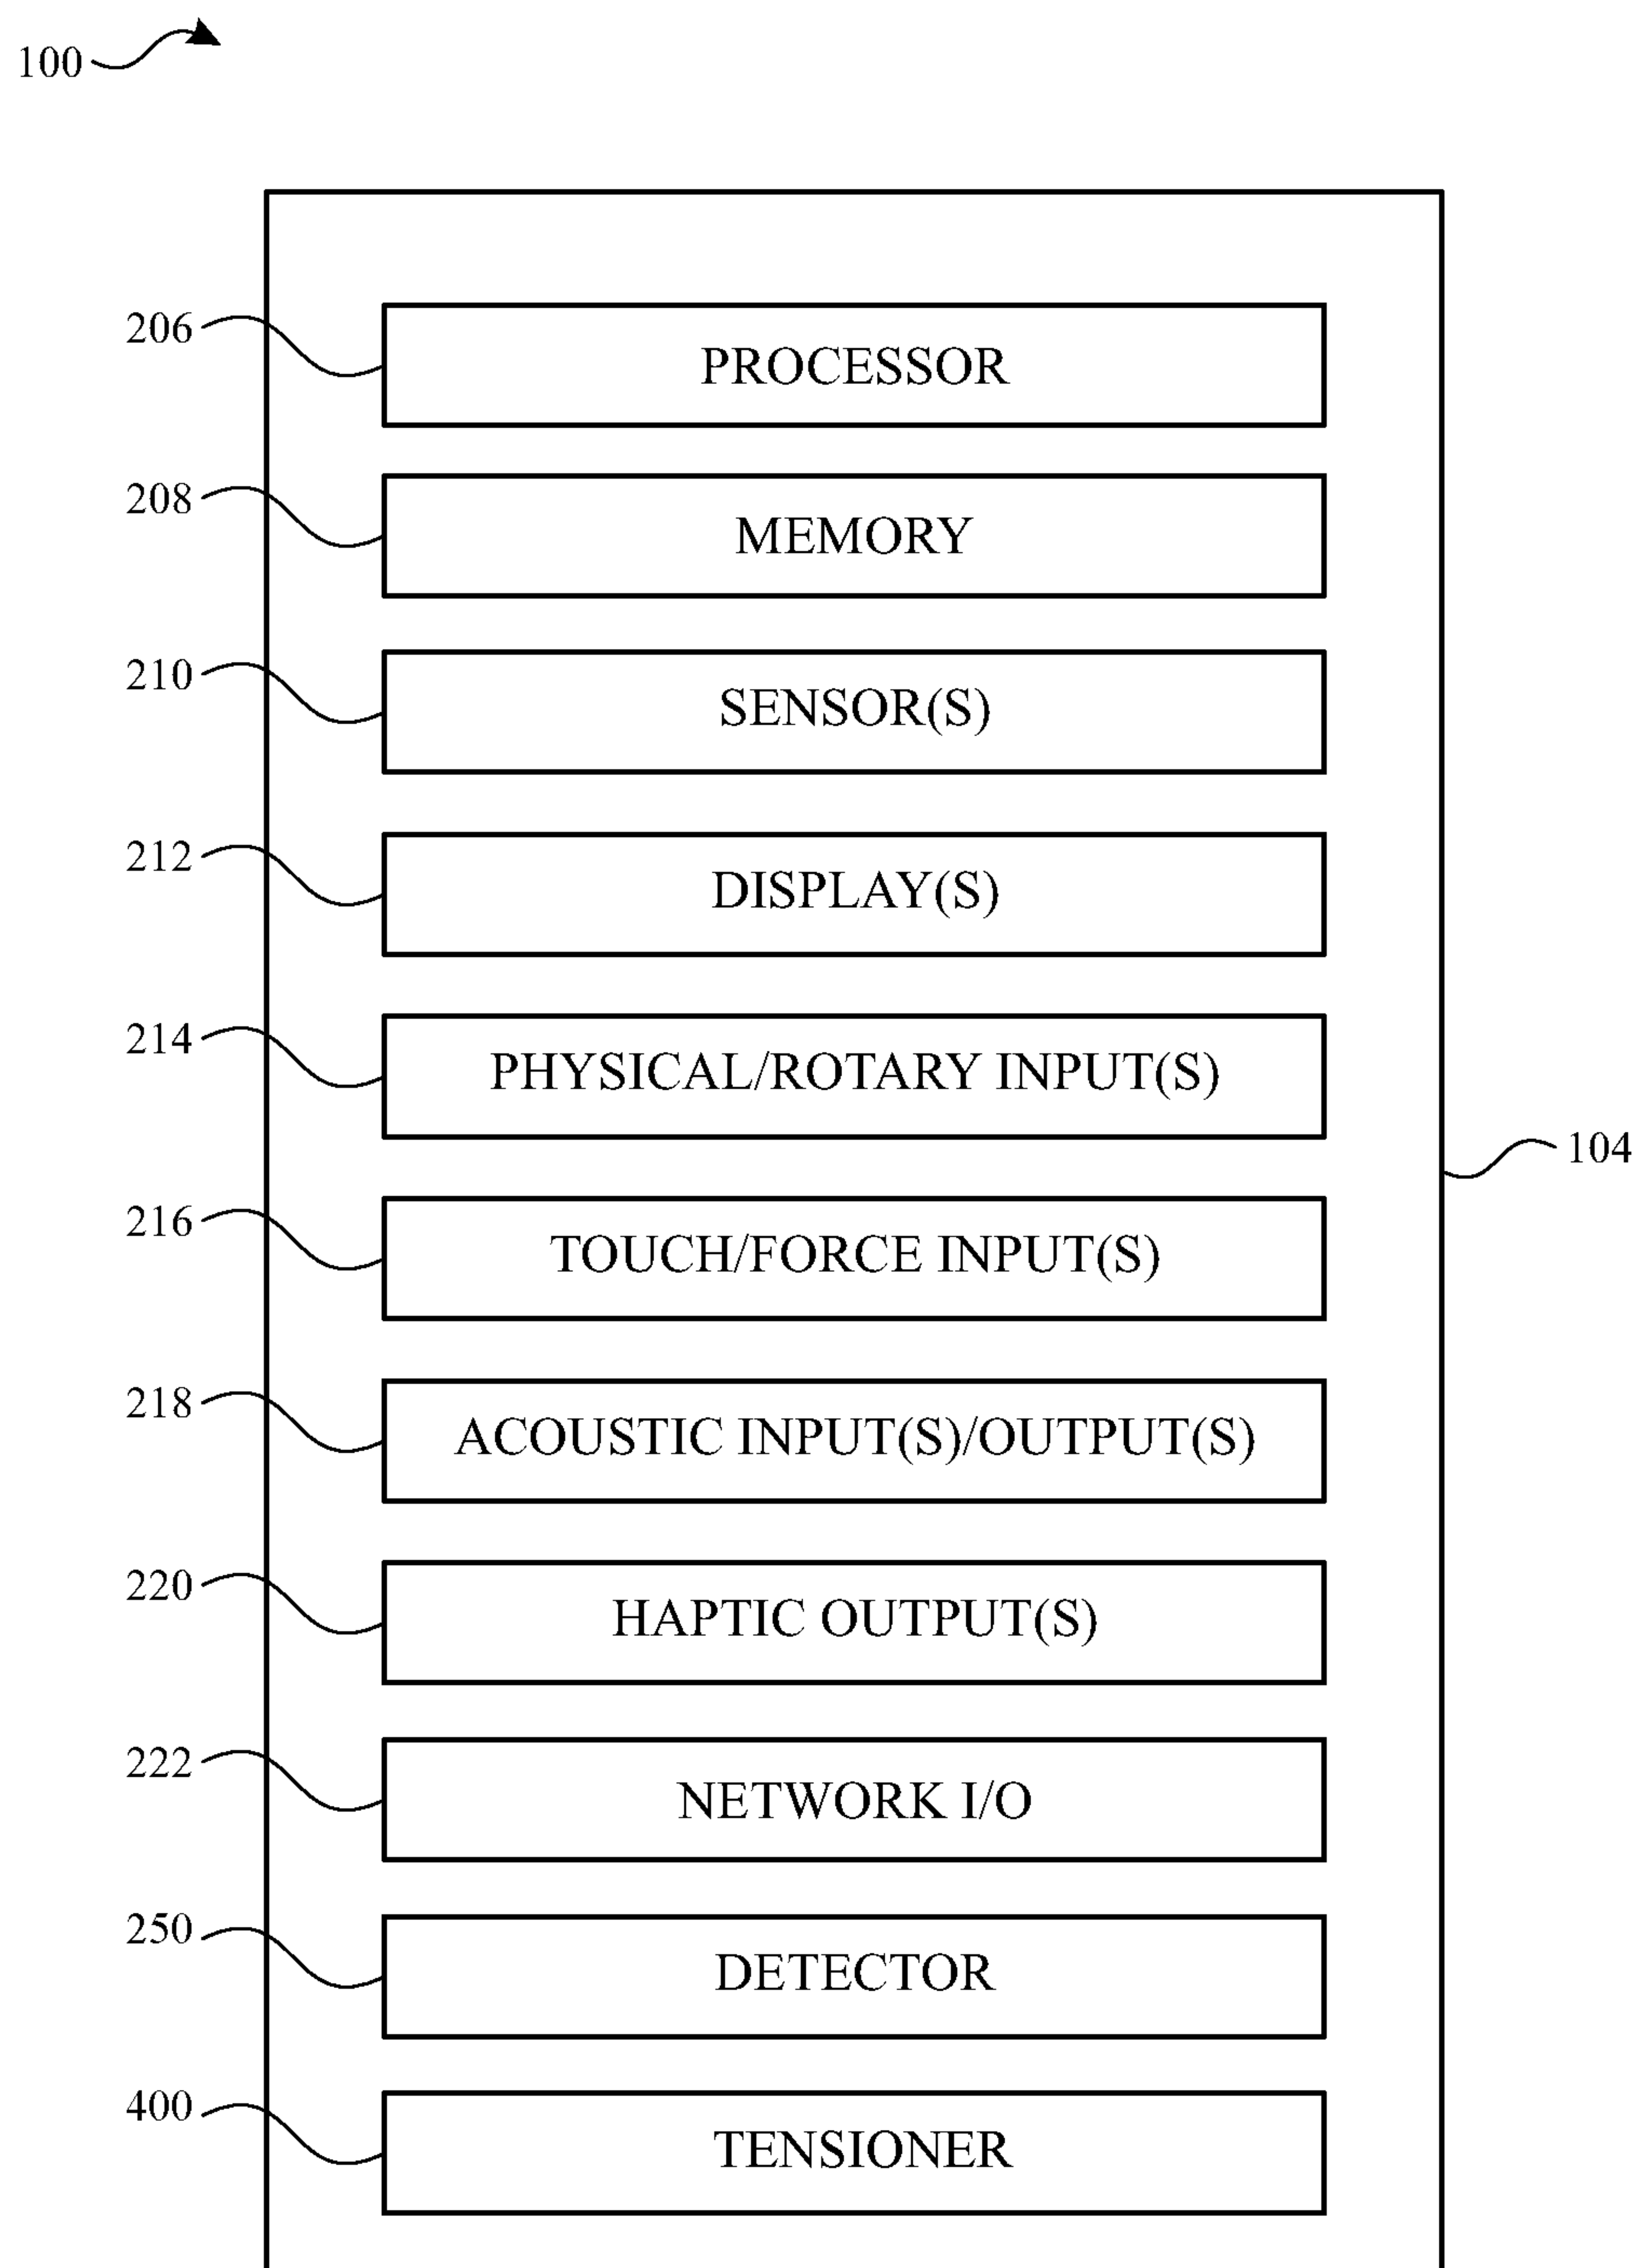 100
206 PROCESSOR
208 MEMORY
210 SENSOR(S)
212 DISPLAY(S)
214 PHYSICAL/ROTARY INPUT(S)
104
216 TOUCH/FORCE INPUT(S)
218 ACOUSTIC INPUT(S)/OUTPUT(S)
220 HAPTIC OUTPUT(S)
222 NETWORK I/O
250 DETECTOR
400 TENSIONER